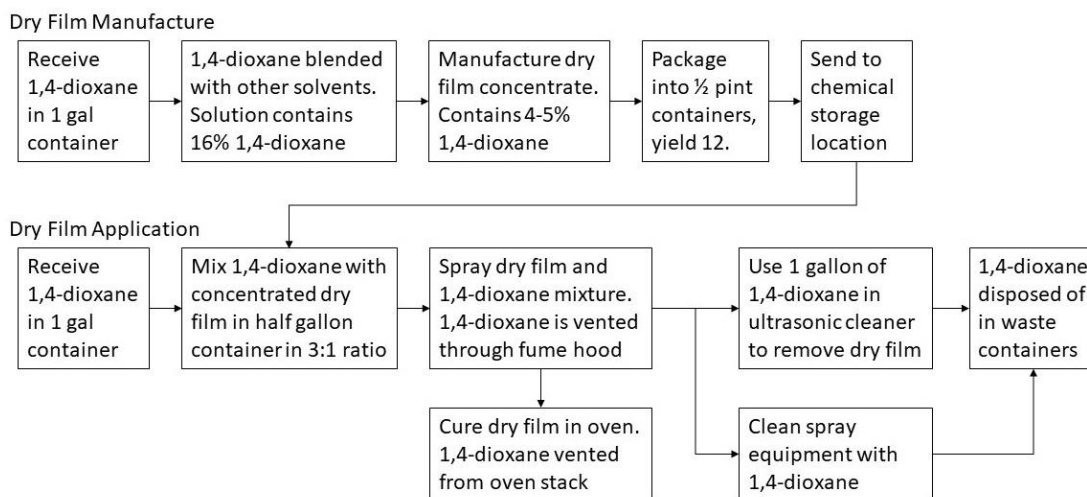 Dry Film Manufacture
Receive
1,4-dioxane
in 1 gal
container
1,4-dioxane blended
with other solvents.
Solution contains
16% 1,4-dioxane
Manufacture dry
film concentrate.
Contains 4-5%
1,4-dioxane
Package
into ½ pint
containers,
yield 12.
Send to
chemical
storage
location
Dry Film Application
Receive
1,4-dioxane
in 1 gal
container
Mix 1,4-dioxane with
concentrated dry
film in half gallon
container in 3:1 ratio
Spray dry film and
1,4-dioxane mixture.
1,4-dioxane is vented
through fume hood
Use 1 gallon of
1,4-dioxane in
ultrasonic cleaner
to remove dry film
1,4-dioxane
disposed of
in waste
containers
Cure dry film in oven.
1,4-dioxane vented
from oven stack
Clean spray
equipment with
1,4-dioxane